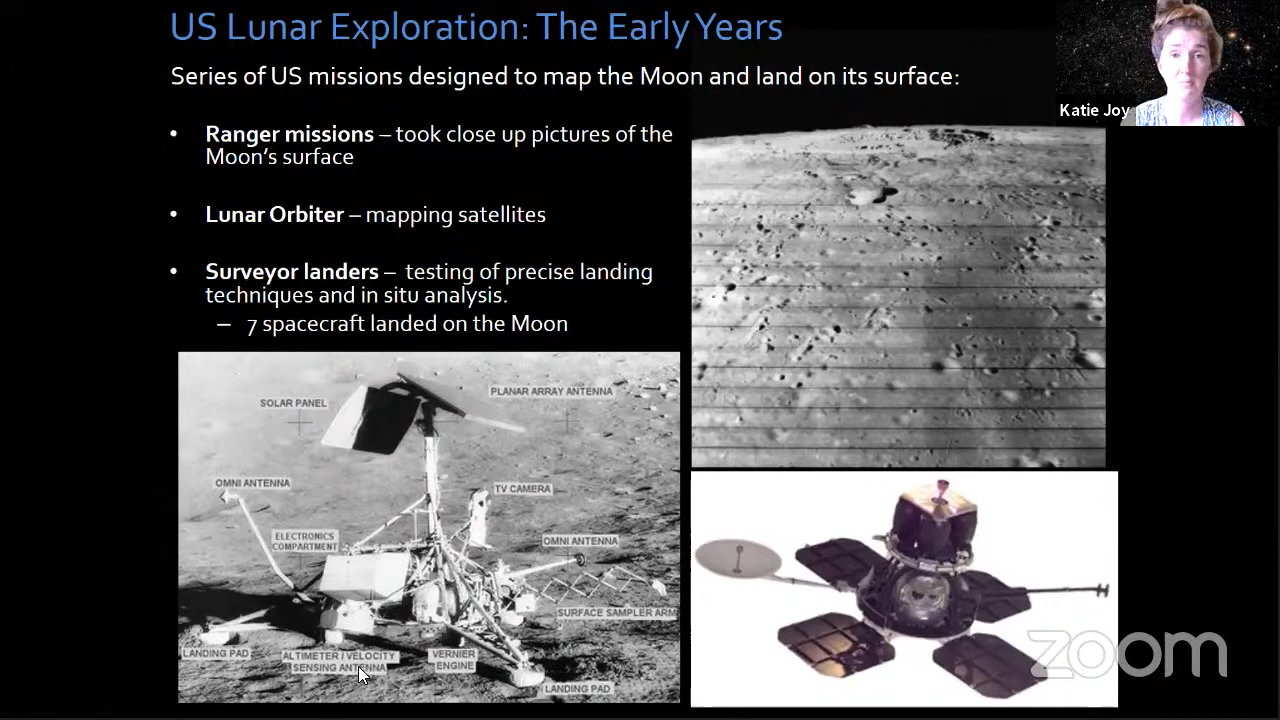 US Lunar Exploration: The Early Years
Series of US missions designed to map the Moon and land on its surface:
Katie Joy
• Ranger missions – took close up pictures of the
Moon's surface
• Lunar Orbiter – mapping satellites
• Surveyor landers – testing of precise landing
techniques and in situ analysis.
– 7 spacecraft landed on the Moon
SOLAR PANEL
PLANAR ARRAY ANTENNA
OMNI ANTENNA
TV CAMERA
ELECTRONICS
COMPARTMENT
OMNI ANTENNA
SURFACE SAMPLER ARM
LANDING PAD
ALTIMETER / VELOCITY
SENSING ANTENNA
VERNIER
ENGINE
LANDING PAD
zoom